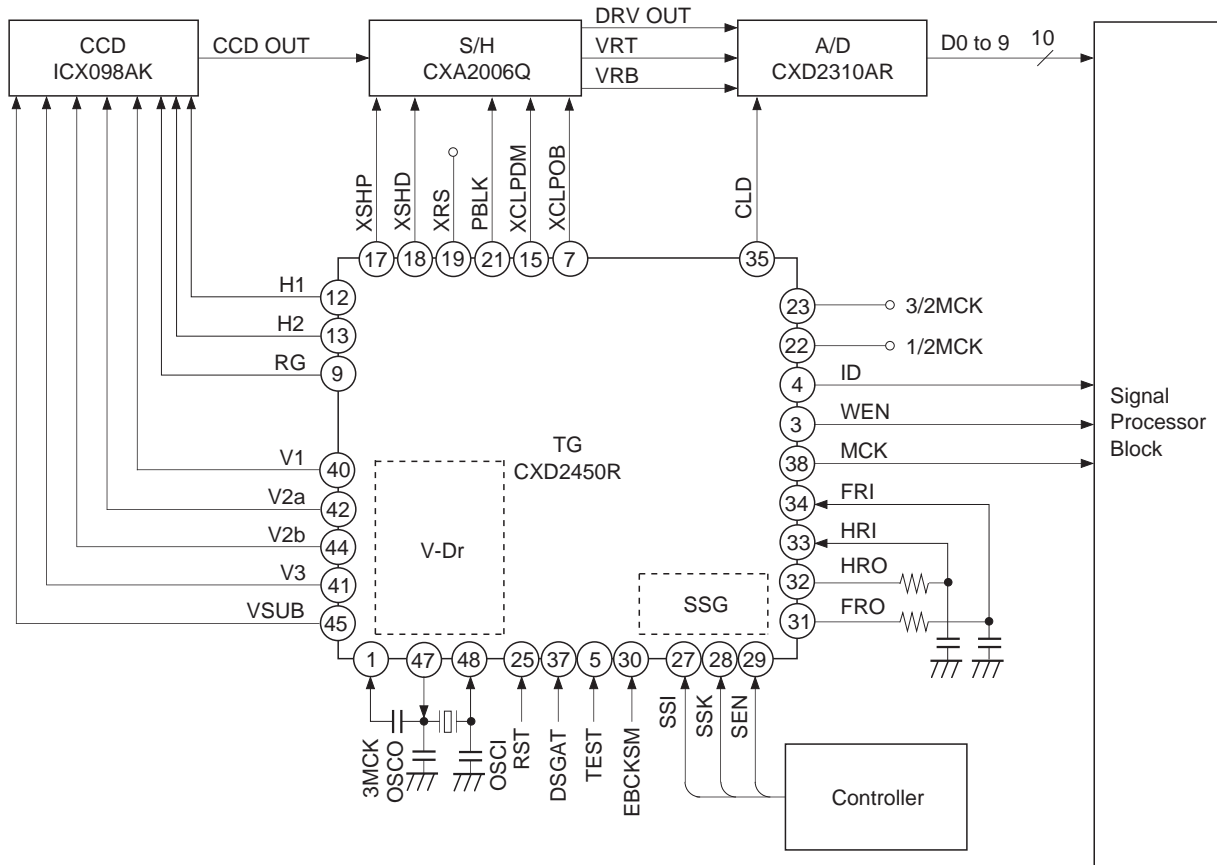 CCD
ICX098AK
CCD OUT
S/H
CXA2006Q
DRV OUT
VRT
VRB
A/D
CXD2310AR
D0 to 9
10
XSHP
XSHD
XRS
PBLK
XCLPDM
XCLPOB
CLD
17
18
19
21
15
7
35
H1
12
H2
13
RG
9
V1
40
V2a
42
V2b
44
V3
41
VSUB
45
TG
CXD2450R
V-Dr
SSG
23
3/2MCK
22
1/2MCK
4
ID
3
WEN
38
MCK
34
FRI
33
HRI
32
HRO
31
FRO
Signal
Processor
Block
1
47
48
25
37
5
30
27
28
29
3MCK
OSCO
OSCI
RST
DSGAT
TEST
EBCKSM
SSI
SSK
SEN
Controller